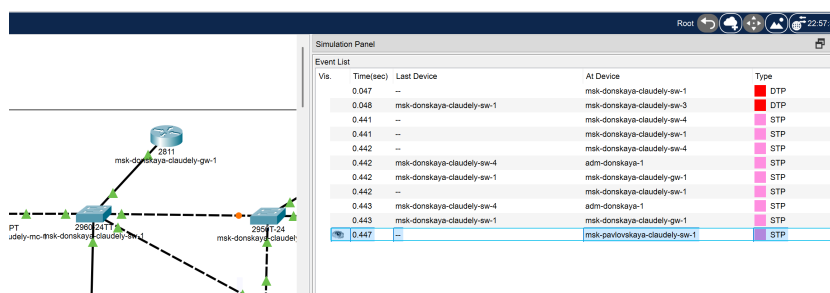 Root
22:57:
Simulation Panel
Event List
Vis. Time(sec) Last Device At Device Type
0.047 -- msk-donskaya-claudely-sw-1 DTP
0.048 msk-donskaya-claudely-sw-1 msk-donskaya-claudely-sw-3 DTP
0.441 -- msk-donskaya-claudely-sw-4 STP
0.441 -- msk-donskaya-claudely-sw-1 STP
0.442 -- msk-donskaya-claudely-sw-4 STP
0.442 msk-donskaya-claudely-sw-4 adm-donskaya-1 STP
0.442 msk-donskaya-claudely-sw-1 msk-donskaya-claudely-gw-1 STP
0.442 -- msk-donskaya-claudely-sw-1 STP
0.443 msk-donskaya-claudely-sw-4 adm-donskaya-1 STP
0.443 msk-donskaya-claudely-sw-1 msk-donskaya-claudely-gw-1 STP
0.447 -- msk-pavlovskaya-claudely-sw-1 STP
2811
msk-donskaya-claudely-gw-1
PT
udely-mc-
2960-24TT
msk-donskaya-claudely-sw-1
2950T-24
msk-donskaya-claudely